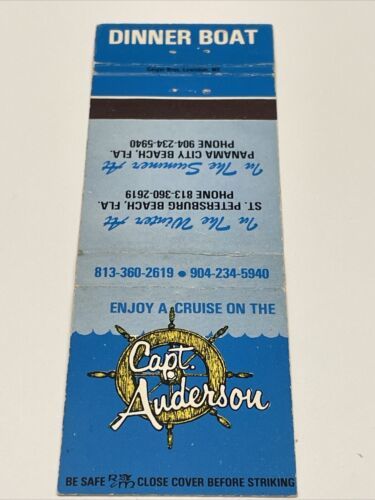 DINNER BOAT
In The Summer At
PANAMA CITY BEACH, FLA.
PHONE 904-234-5940
In The Winter At
ST. PETERSBURG BEACH, FLA.
PHONE 813-360-2619
813-360-2619 • 904-234-5940
ENJOY A CRUISE ON THE
Capt.
Anderson
BE SAFE CLOSE COVER BEFORE STRIKING